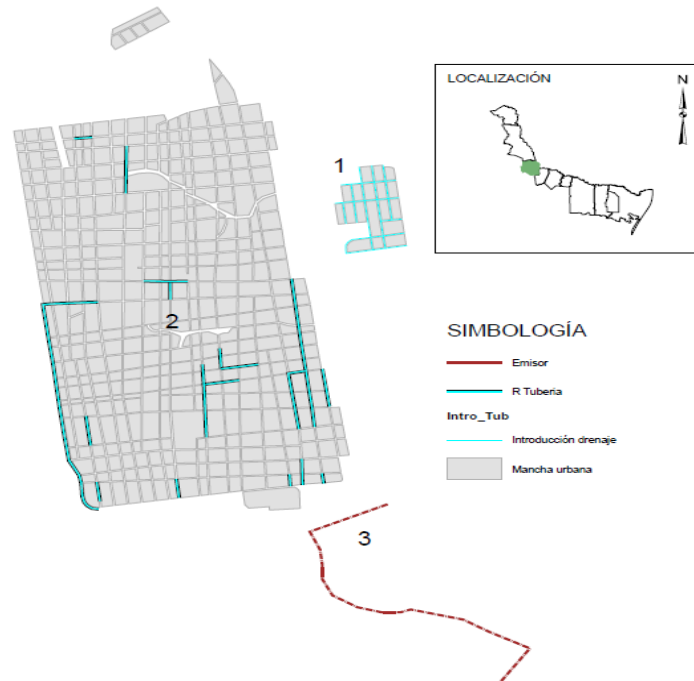 LOCALIZACIÓN
N
1
2
3
SIMBOLOGÍA
Emisor
R Tuberia
Intro_Tub
Introducción drenaje
Mancha urbana